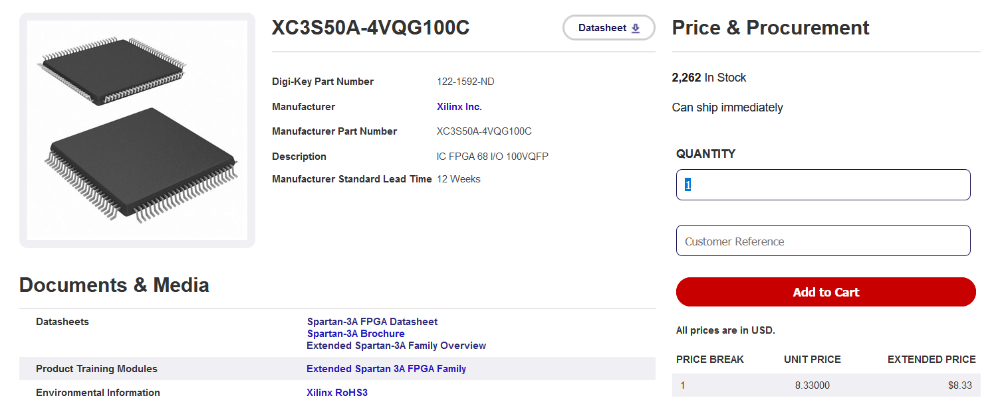 XC3S50A-4VQG100C
Datasheet
Digi-Key Part Number 122-1592-ND
Manufacturer Xilinx Inc.
Manufacturer Part Number XC3S50A-4VQG100C
Description IC FPGA 68 I/O 100VQFP
Manufacturer Standard Lead Time 12 Weeks
Documents & Media
Datasheets Spartan-3A FPGA Datasheet
Spartan-3A Brochure
Extended Spartan-3A Family Overview
Product Training Modules Extended Spartan 3A FPGA Family
Environmental Information Xilinx RoHS3
Price & Procurement
2,262 In Stock
Can ship immediately
QUANTITY
1
Customer Reference
Add to Cart
All prices are in USD.
PRICE BREAK UNIT PRICE EXTENDED PRICE
1 8.33000 $8.33